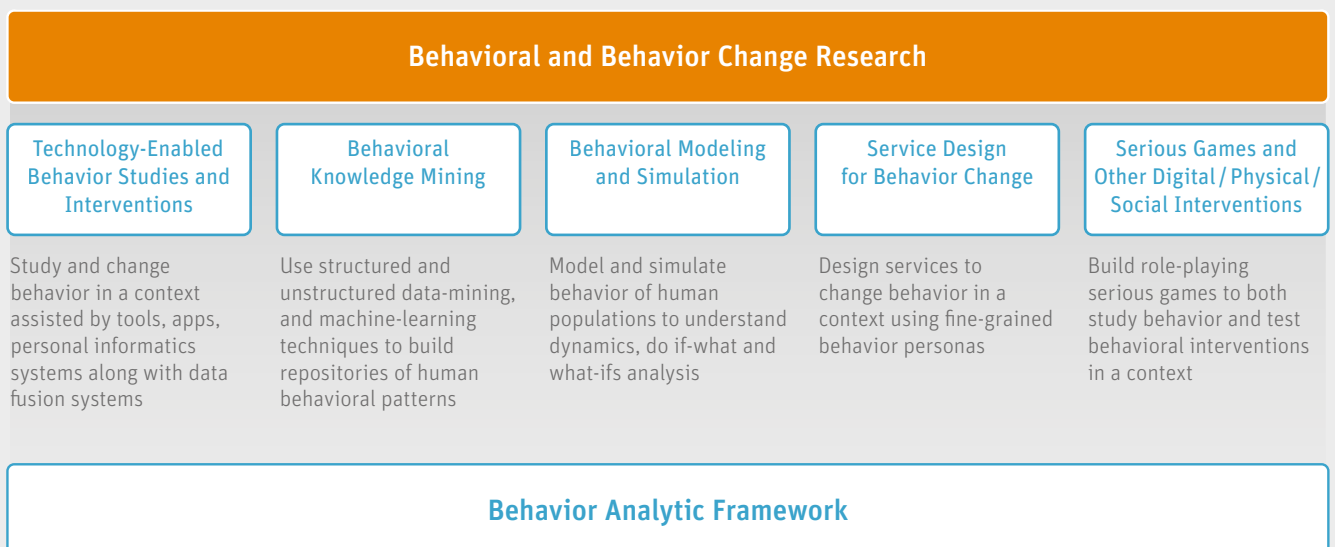 Behavioral and Behavior Change Research
Technology-Enabled
Behavior Studies and
Interventions
Study and change
behavior in a context
assisted by tools, apps,
personal informatics
systems along with data
fusion systems
Behavioral
Knowledge Mining
Use structured and
unstructured data-mining,
and machine-learning
techniques to build
repositories of human
behavioral patterns
Behavioral Modeling
and Simulation
Model and simulate
behavior of human
populations to understand
dynamics, do if-what and
what-ifs analysis
Service Design
for Behavior Change
Design services to
change behavior in a
context using fine-grained
behavior personas
Serious Games and
Other Digital / Physical /
Social Interventions
Build role-playing
serious games to both
study behavior and test
behavioral interventions
in a context
Behavior Analytic Framework